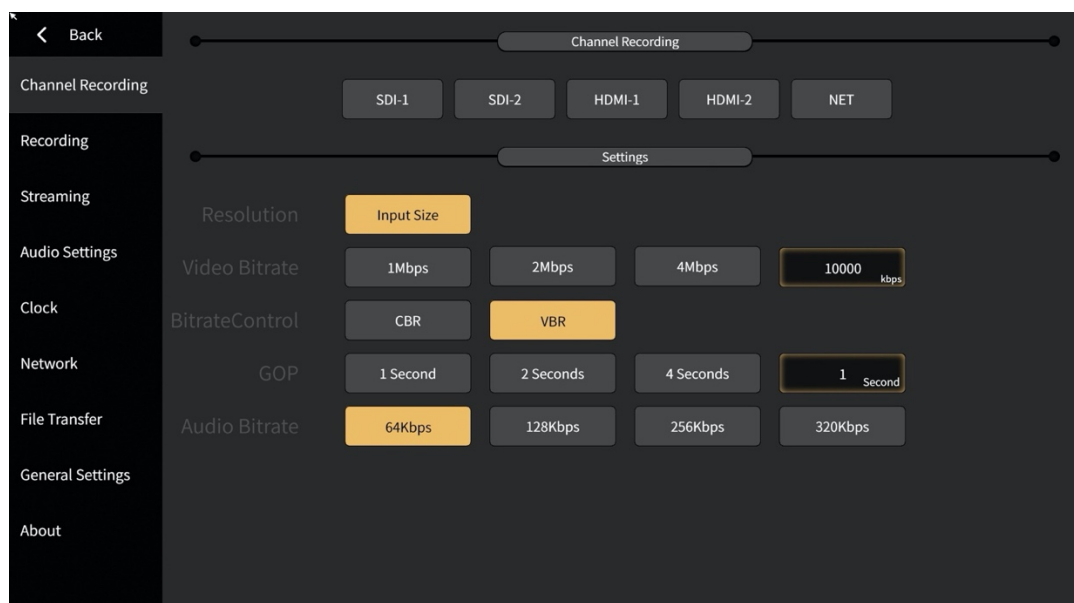 Back
Channel Recording
Recording
Streaming
Audio Settings
Clock
Network
File Transfer
General Settings
About
Channel Recording
SDI-1 SDI-2 HDMI-1 HDMI-2 NET
Settings
Resolution Input Size
Video Bitrate 1Mbps 2Mbps 4Mbps 10000 kbps
BitrateControl CBR VBR
GOP 1 Second 2 Seconds 4 Seconds 1 Second
Audio Bitrate 64Kbps 128Kbps 256Kbps 320Kbps